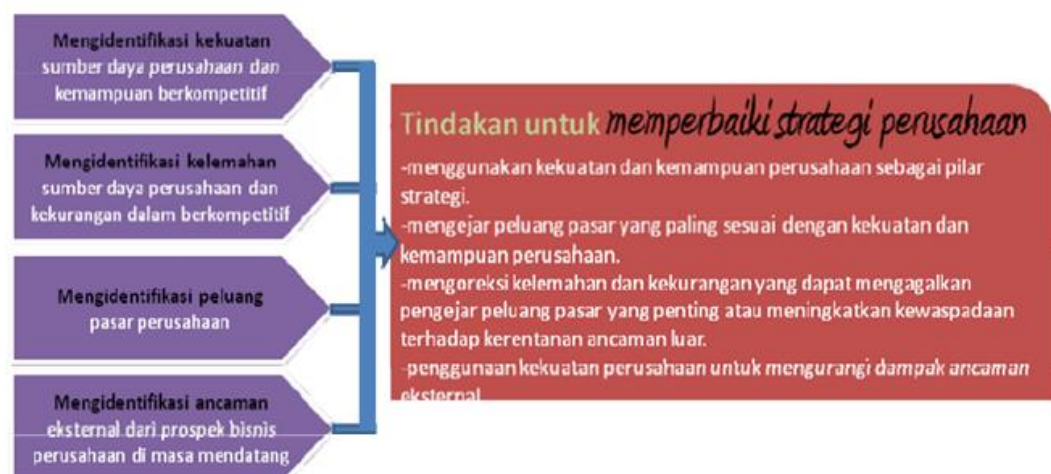 Mengidentifikasi kekuatan
sumber daya perusahaan dan
kemampuan berkompetitif
Mengidentifikasi kelemahan
sumber daya perusahaan dan
kekurangan dalam berkompetitif
Mengidentifikasi peluang
pasar perusahaan
Mengidentifikasi ancaman
eksternal dari prospek bisnis
perusahaan di masa mendatang
Tindakan untuk memperbaiki strategi perusahaan
-menggunakan kekuatan dan kemampuan perusahaan sebagai pilar
strategi.
-mengejar peluang pasar yang paling sesuai dengan kekuatan dan
kemampuan perusahaan.
-mengoreksi kelemahan dan kekurangan yang dapat mengagalkan
pengejar peluang pasar yang penting atau meningkatkan kewaspadaan
terhadap kerentanan ancaman luar.
-penggunaan kekuatan perusahaan untuk mengurangi dampak ancaman
eksternal